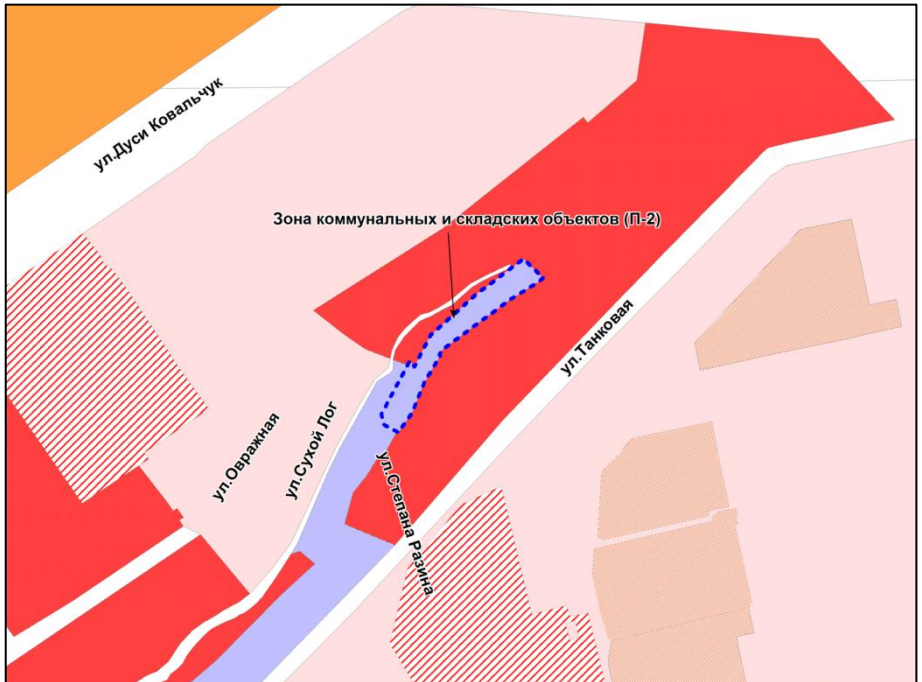 ул.Дуси Ковальчук
Зона коммунальных и складских объектов (П-2)
ул.Танковая
ул.Овражная
ул.Сухой Лог
ул.Степана Разина